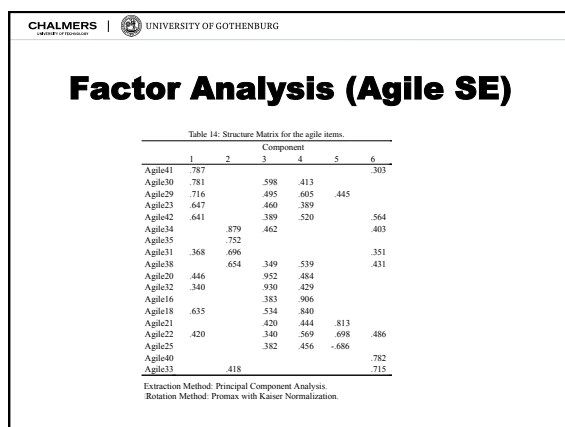 CHALMERS | UNIVERSITY OF GOTHENBURG
UNIVERSITY OF TECHNOLOGY
Factor Analysis (Agile SE)
Table 14: Structure Matrix for the agile items.
Component
1 2 3 4 5 6
Agile41 .787 .303
Agile30 .781 .598 .413
Agile29 .716 .495 .605 .445
Agile23 .647 .460 .389
Agile42 .641 .389 .520 .564
Agile34 .879 .462 .403
Agile35 .752
Agile31 .368 .696 .351
Agile38 .654 .349 .539 .431
Agile20 .446 .952 .484
Agile32 .340 .930 .429
Agile16 .383 .906
Agile18 .635 .534 .840
Agile21 .420 .444 .813
Agile22 .420 .340 .569 .698 .486
Agile25 .382 .456 -.686
Agile40 .782
Agile33 .418 .715
Extraction Method: Principal Component Analysis.
Rotation Method: Promax with Kaiser Normalization.